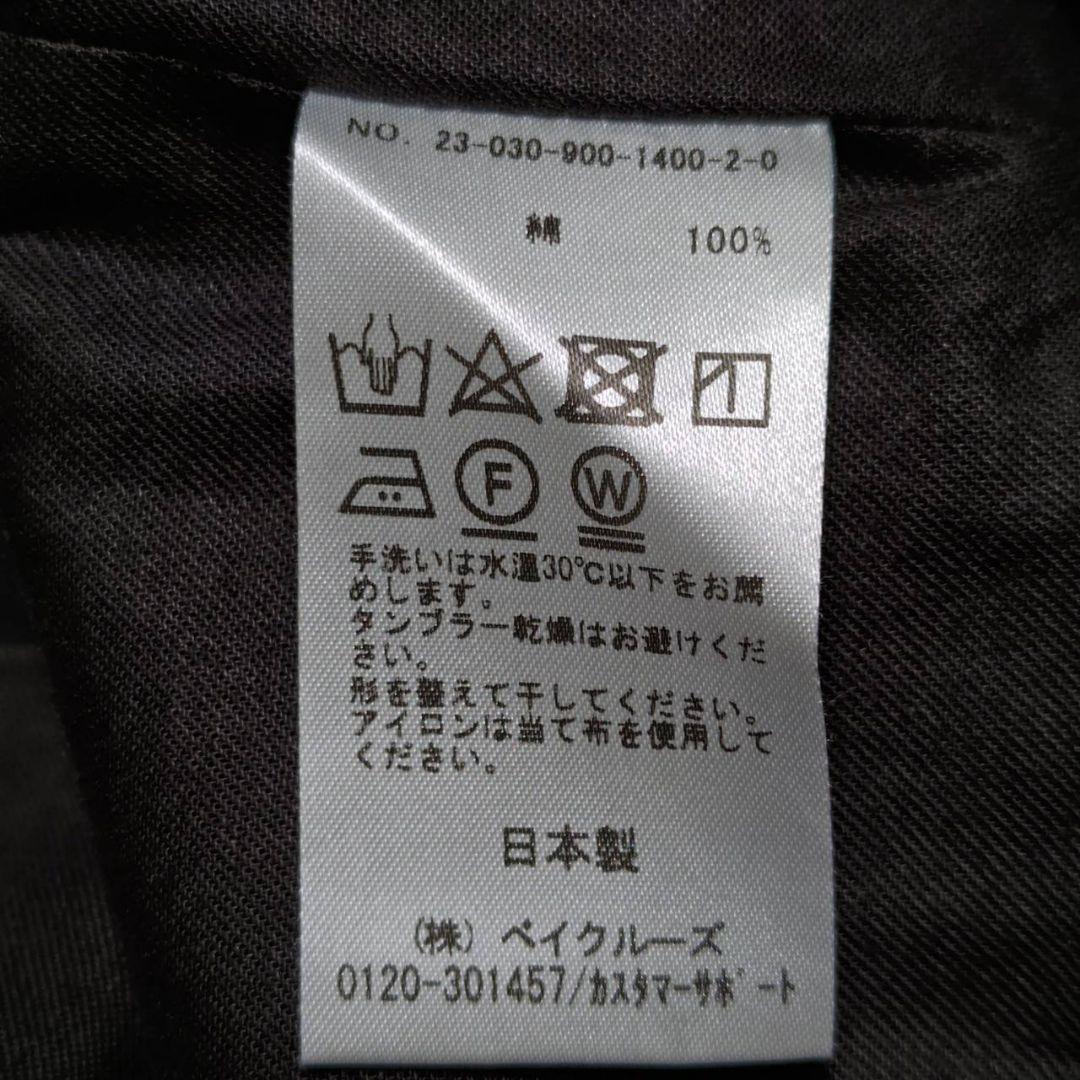 NO. 23-030-900-1400-2-0
綿 100%
F W
手洗いは水温30℃以下をお薦
めします。
タンブラー乾燥はお避けくだ
さい。
形を整えて干してください。
アイロンは当て布を使用して
ください。
日本製
(株) ベイクルーズ
0120-301457/カスタマーサポート